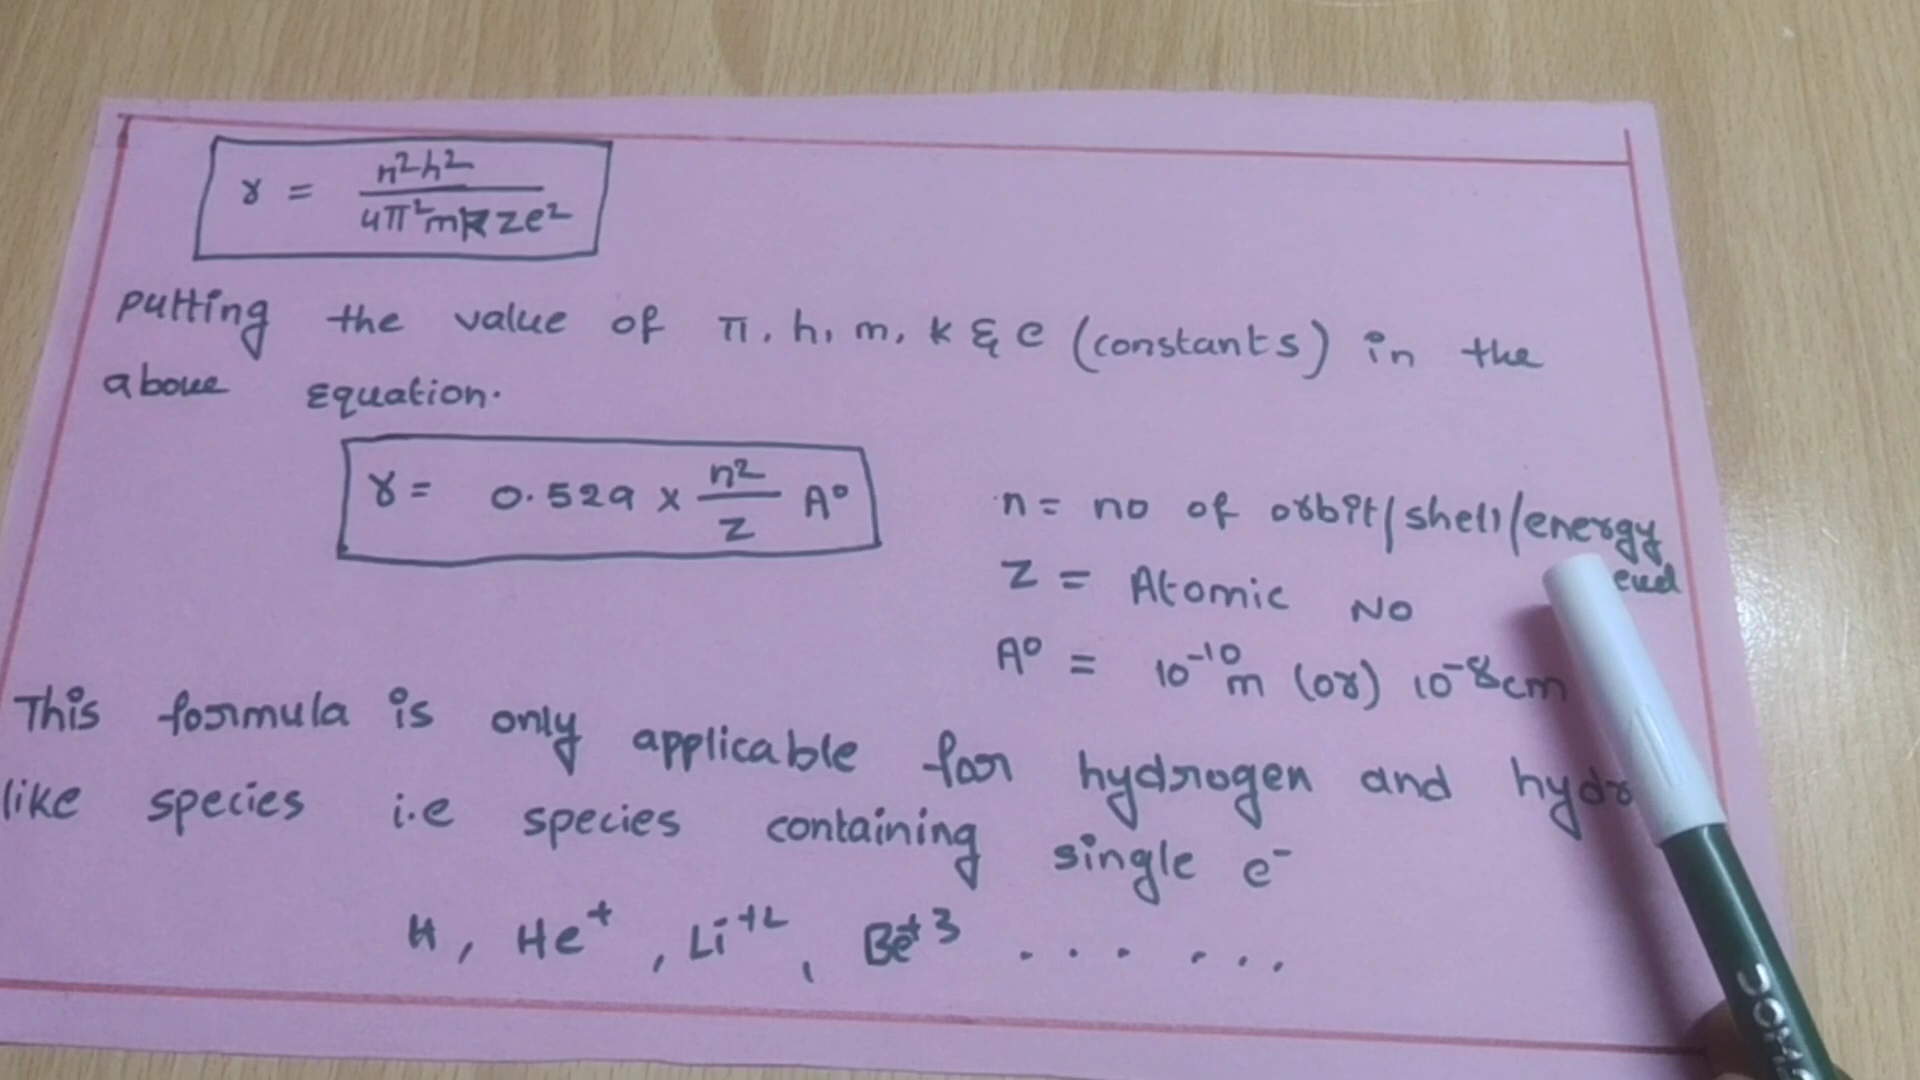 r = n²h² / 4π²mkze²
putting the value of π, h, m, k & e (constants) in the
above Equation.
r = 0.529 × n²/Z A°
n = no of orbit/shell/energy
Z = Atomic No
A° = 10⁻¹⁰m (or) 10⁻⁸cm
This formula is only applicable for hydrogen and
like species i.e species containing single e⁻
H, He⁺, Li⁺², Be⁺³ . . . . . .